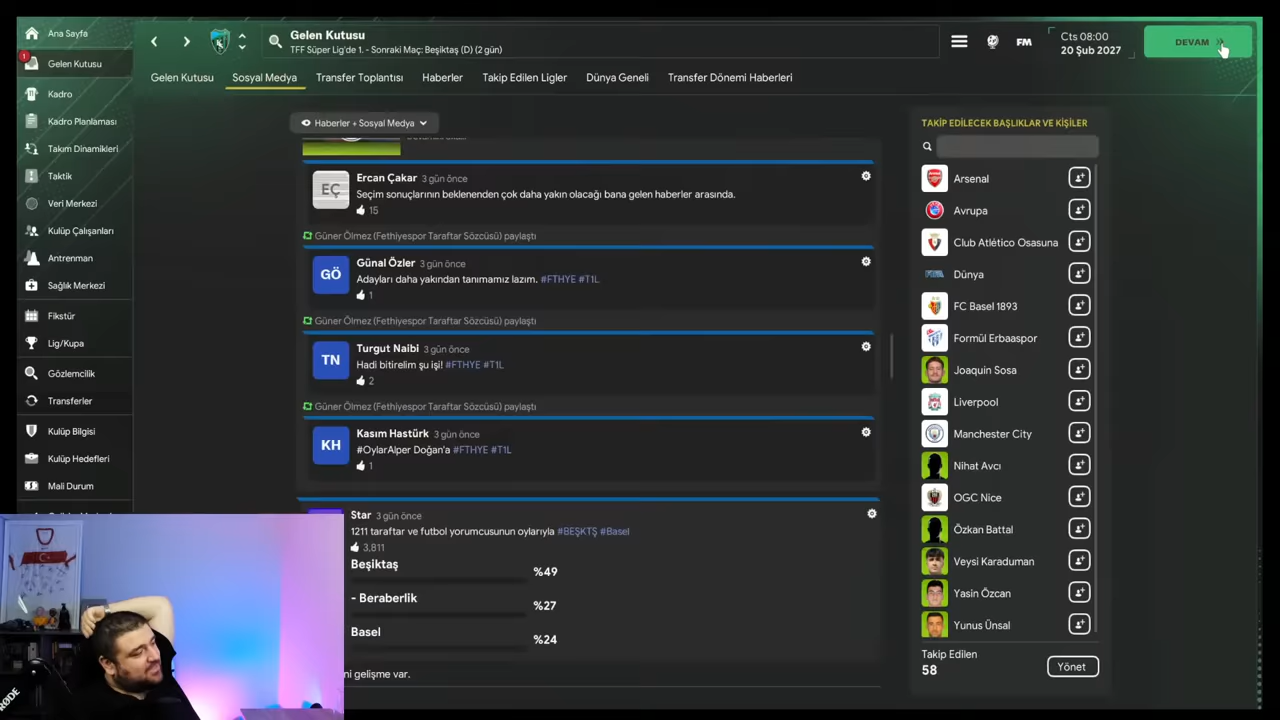 Ana Sayfa
1
Gelen Kutusu
Kadro
Kadro Planlaması
Takım Dinamikleri
Taktik
Veri Merkezi
Kulüp Çalışanları
Antrenman
Sağlık Merkezi
Fikstür
Lig/Kupa
Gözlemcilik
Transferler
Kulüp Bilgisi
Kulüp Hedefleri
Mali Durum
Gelen Kutusu
TFF Süper Lig'de 1. - Sonraki Maç: Beşiktaş (D) (2 gün)
FM
Cts 08:00
20 Şub 2027
DEVAM
Gelen Kutusu
Sosyal Medya
Transfer Toplantısı
Haberler
Takip Edilen Ligler
Dünya Geneli
Transfer Dönemi Haberleri
Haberler + Sosyal Medya
EÇ
Ercan Çakar 3 gün önce
Seçim sonuçlarının beklenenden çok daha yakın olacağı bana gelen haberler arasında.
15
Güner Ölmez (Fethiyespor Taraftar Sözcüsü) paylaştı
GÖ
Günal Özler 3 gün önce
Adayları daha yakından tanımamız lazım. #FTHYE #T1L
1
Güner Ölmez (Fethiyespor Taraftar Sözcüsü) paylaştı
TN
Turgut Naibi 3 gün önce
Hadi bitirelim şu işi! #FTHYE #T1L
2
Güner Ölmez (Fethiyespor Taraftar Sözcüsü) paylaştı
KH
Kasım Hastürk 3 gün önce
#OylarAlper Doğan'a #FTHYE #T1L
1
Star 3 gün önce
1211 taraftar ve futbol yorumcusunun oylarıyla #BEŞKTŞ #Basel
3,811
Beşiktaş %49
- Beraberlik %27
Basel %24
gelişme var.
TAKİP EDİLECEK BAŞLIKLAR VE KİŞİLER
Arsenal
Avrupa
Club Atlético Osasuna
FIFA
Dünya
FC Basel 1893
Formül Erbaaspor
Joaquin Sosa
Liverpool
Manchester City
Nihat Avcı
OGC Nice
Özkan Battal
Veysi Karaduman
Yasin Özcan
Yunus Ünsal
Takip Edilen
58
Yönet
NØDE